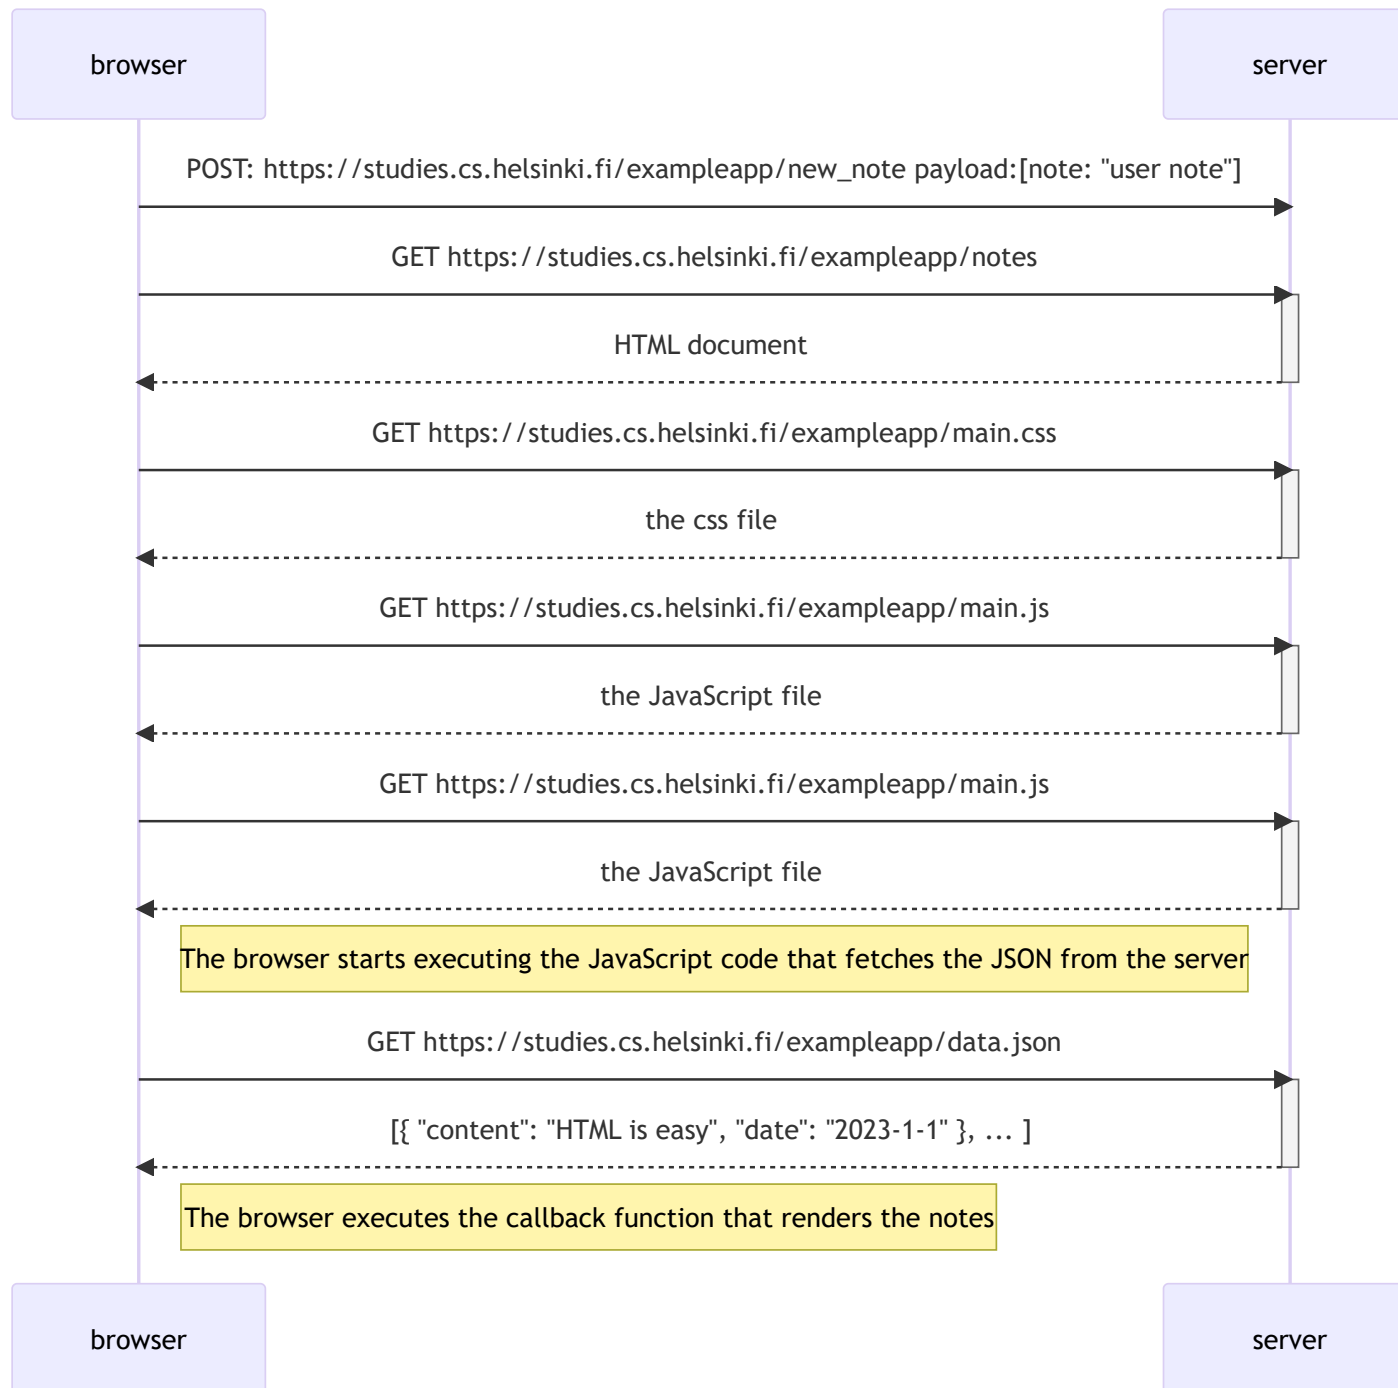 browser server
POST: https://studies.cs.helsinki.fi/exampleapp/new_note payload:[note: "user note"]
GET https://studies.cs.helsinki.fi/exampleapp/notes
HTML document
GET https://studies.cs.helsinki.fi/exampleapp/main.css
the css file
GET https://studies.cs.helsinki.fi/exampleapp/main.js
the JavaScript file
GET https://studies.cs.helsinki.fi/exampleapp/main.js
the JavaScript file
The browser starts executing the JavaScript code that fetches the JSON from the server
GET https://studies.cs.helsinki.fi/exampleapp/data.json
[{ "content": "HTML is easy", "date": "2023-1-1" }, ... ]
The browser executes the callback function that renders the notes
browser server